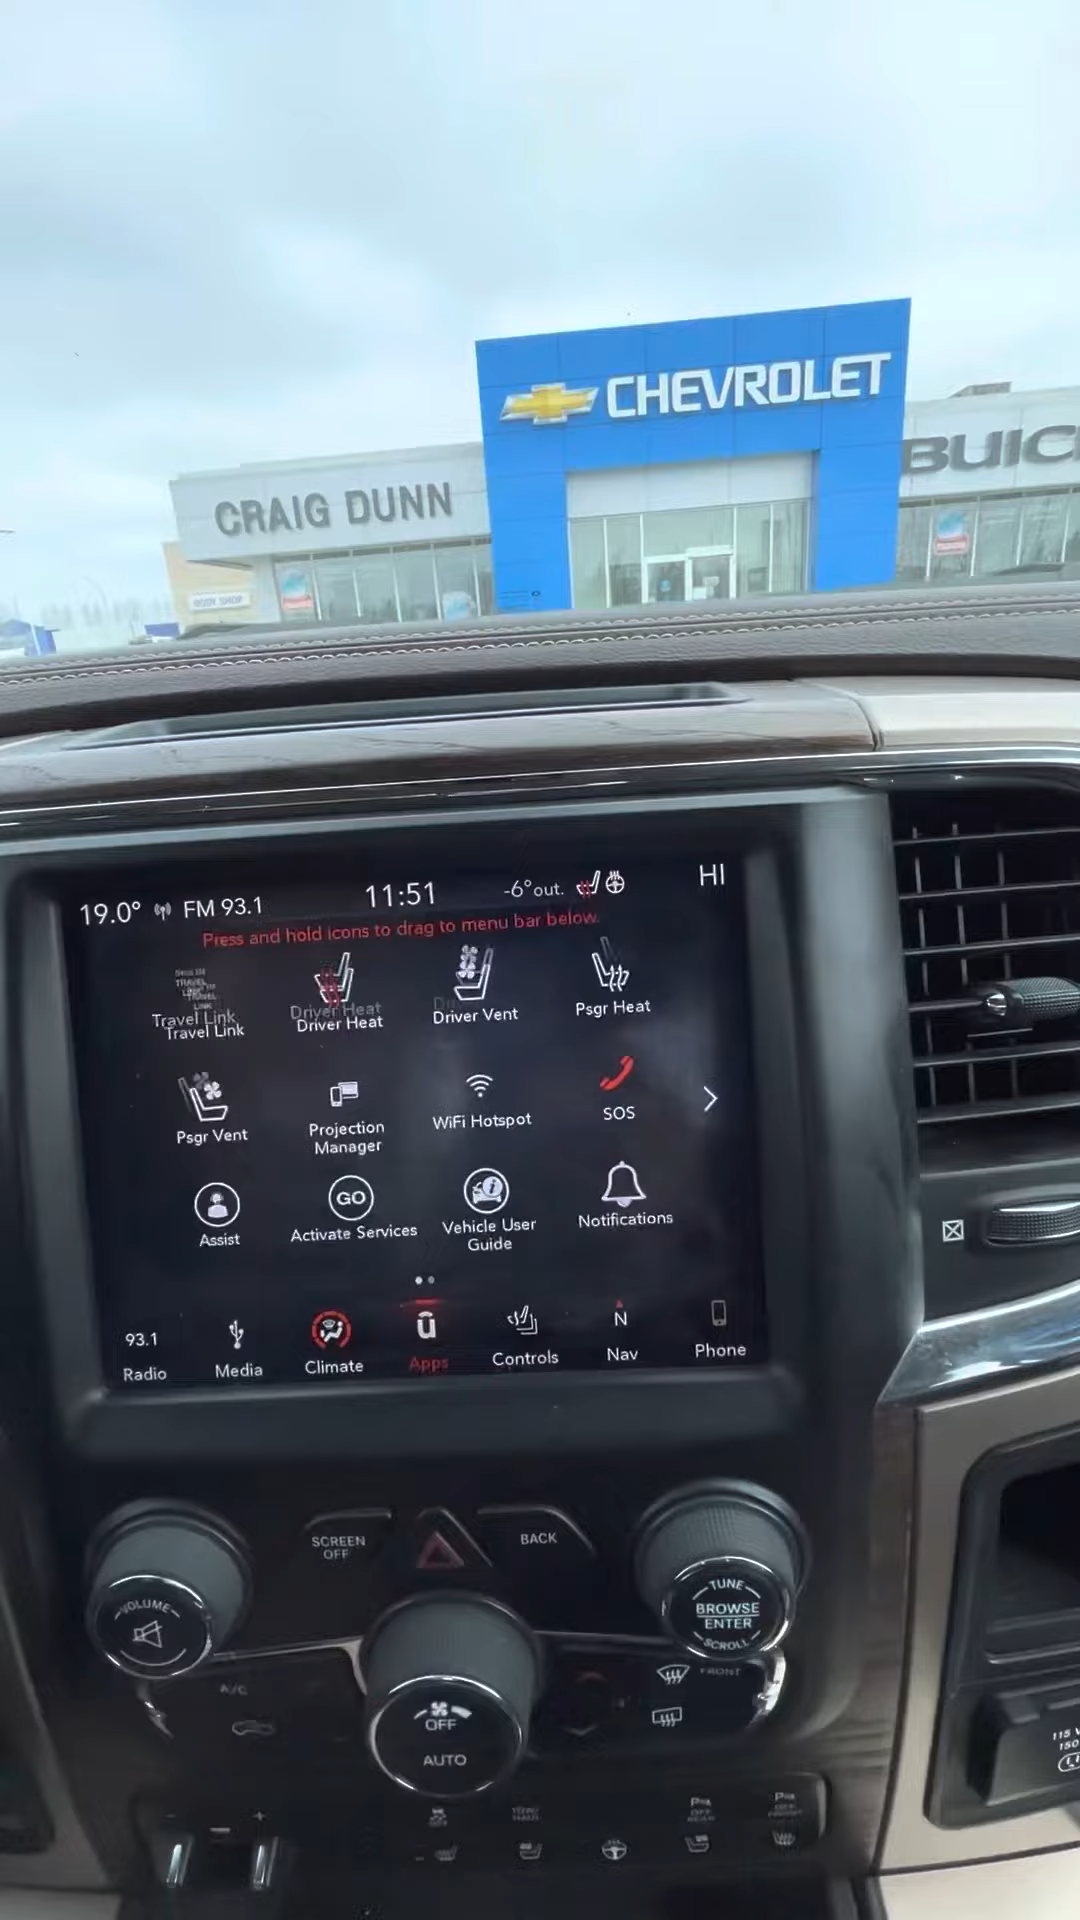 CHEVROLET
BUIC
CRAIG DUNN
BODY SHOP
19.0° FM 93.1 11:51 -6°out. HI
Press and hold icons to drag to menu bar below.
Travel Link
Travel Link
Driver Heat
Driver Heat
Driver Vent
Psgr Heat
Psgr Vent
Projection
Manager
WiFi Hotspot
SOS
Assist
GO
Activate Services
Vehicle User
Guide
Notifications
93.1
Radio
Media
Climate
Apps
Controls
N
Nav
Phone
SCREEN
OFF
BACK
VOLUME
TUNE
BROWSE
ENTER
SCROLL
A/C
FRONT
OFF
AUTO
115 V